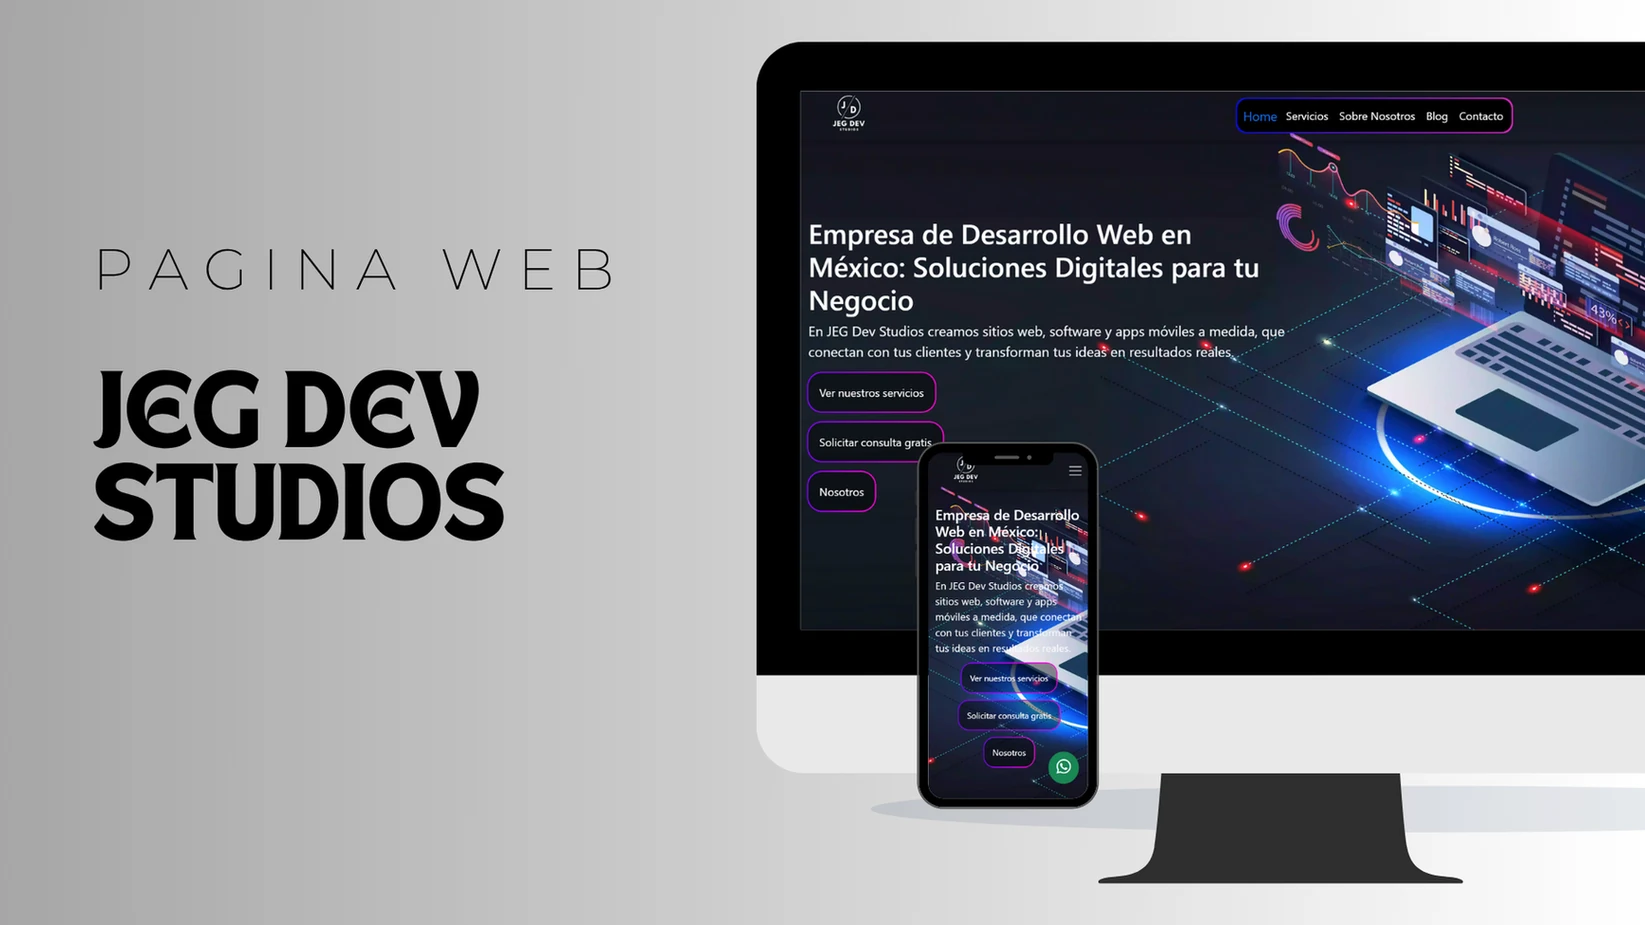 PAGINA WEB
JEG DEV
STUDIOS
J D
JEG DEV
STUDIOS
Home Servicios Sobre Nosotros Blog Contacto
Empresa de Desarrollo Web en
México: Soluciones Digitales para tu
Negocio
En JEG Dev Studios creamos sitios web, software y apps móviles a medida, que
conectan con tus clientes y transforman tus ideas en resultados reales.
Ver nuestros servicios
Solicitar consulta gratis
Nosotros
43%
JEG DEV
Empresa de Desarrollo
Web en México:
Soluciones Digitales
para tu Negocio
En JEG Dev Studios creamos
sitios web, software y apps
móviles a medida, que conectan
con tus clientes y transforman
tus ideas en resultados reales.
Ver nuestros servicios
Solicitar consulta gratis
Nosotros